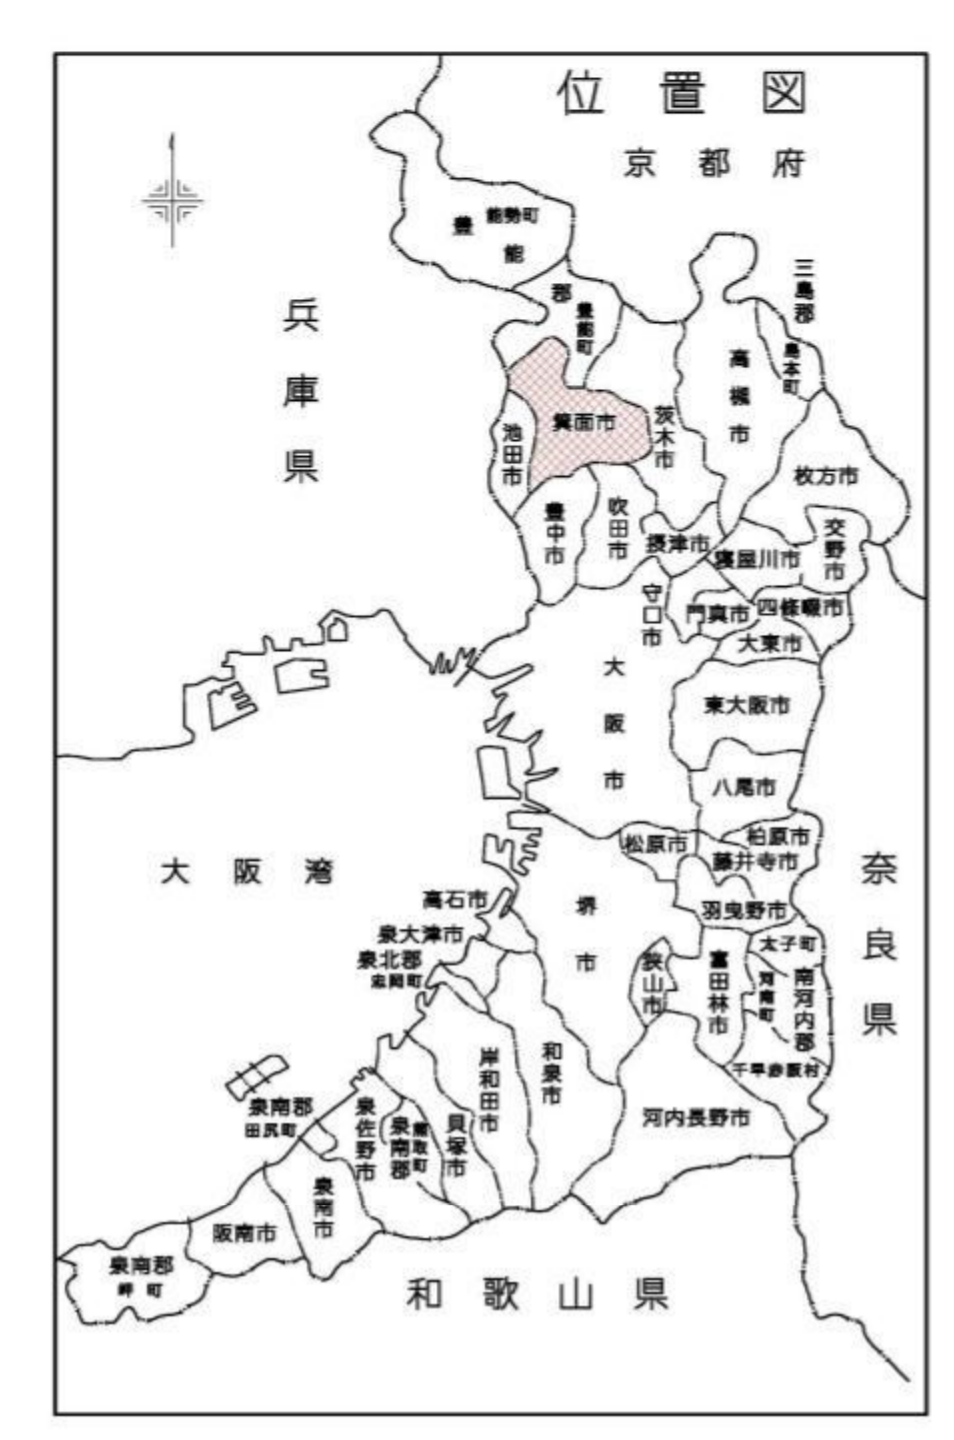 位置図
京都府
兵庫県
豊能郡
能勢町
豊能町
三島郡
島本町
高槻市
箕面市
池田市
茨木市
枚方市
豊中市
吹田市
摂津市
寝屋川市
交野市
守口市
門真市
四條畷市
大東市
大阪市
東大阪市
八尾市
大阪湾
松原市
柏原市
藤井寺市
奈良県
高石市
堺市
羽曳野市
泉大津市
泉北郡
忠岡町
狭山市
富田林市
太子町
河南町
南河内郡
千早赤阪村
岸和田市
和泉市
河内長野市
泉南郡
田尻町
泉佐野市
泉南郡
熊取町
貝塚市
泉南市
阪南市
泉南郡
岬町
和歌山県